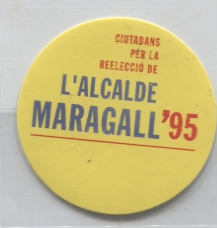 CIUTADANS
PER LA
REELECCIÓ DE
L'ALCALDE
MARAGALL'95